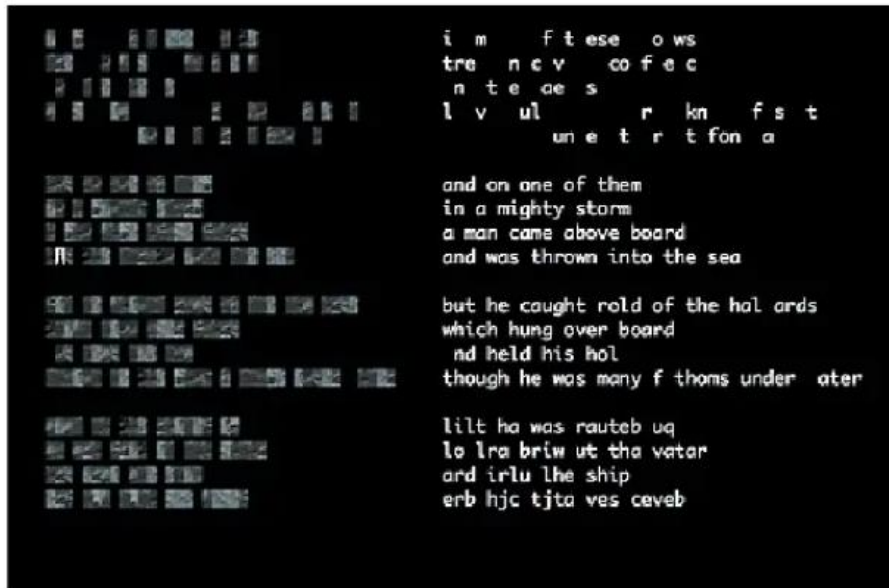 i m f t ese o ws
tre n c v co f e c
n t e ae s
l v ul r kn f s t
un e t r t fon a
and on one of them
in a mighty storm
a man came above board
and was thrown into the sea
but he caught rold of the hal ards
which hung over board
nd held his hol
though he was many f thoms under ater
lilt ha was rauteb uq
lo lra briw ut tha vatar
ard irlu lhe ship
erb hjc tjta ves ceveb